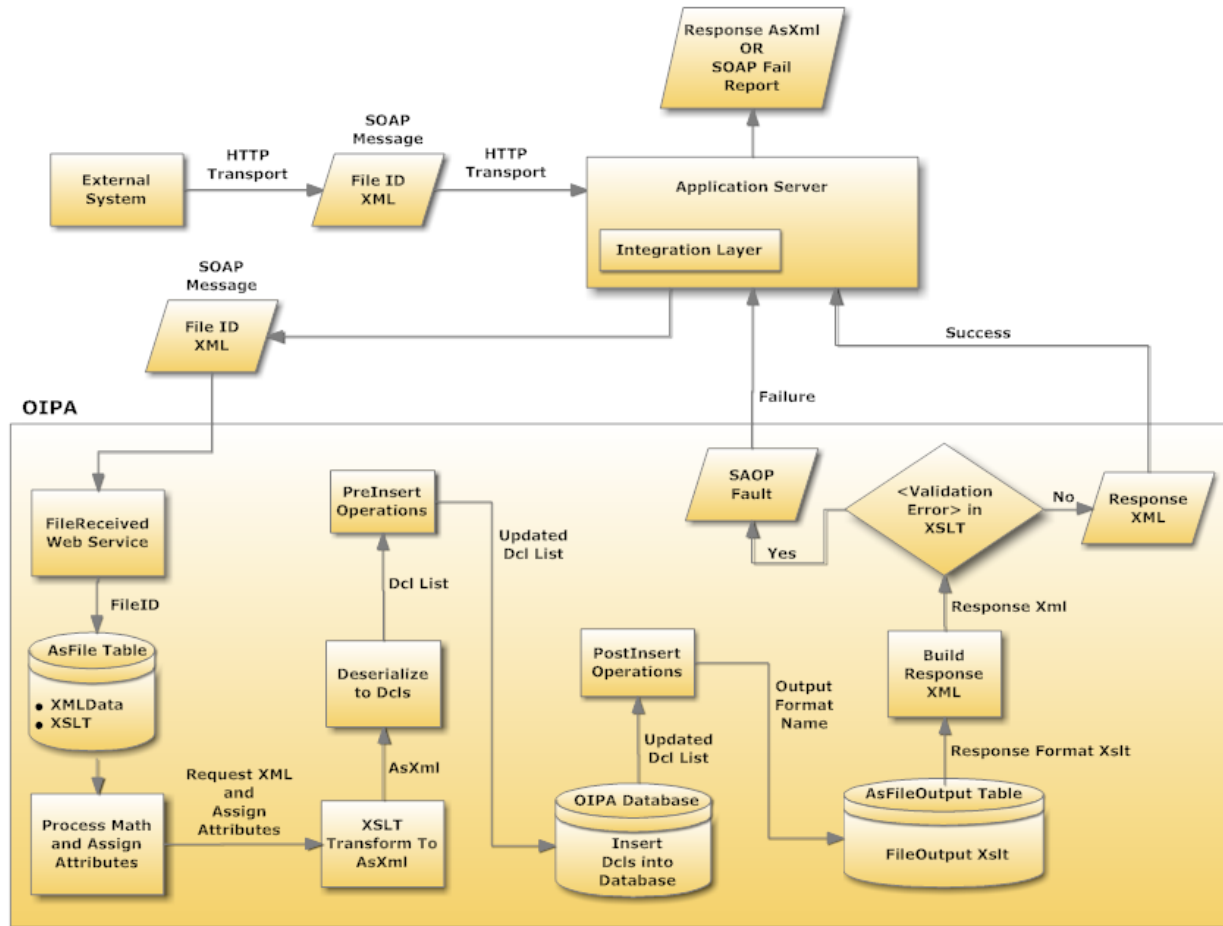 Response AsXml
OR
SOAP Fail
Report
SOAP
Message
HTTP
Transport
HTTP
Transport
External
System
File ID
XML
Application Server
Integration Layer
SOAP
Message
File ID
XML
Success
Failure
OIPA
FileReceived
Web Service
PreInsert
Operations
Updated
Dcl List
SAOP
Fault
<Validation
Error> in
XSLT
Yes
No
Response
XML
FileID
Dcl List
Response Xml
AsFile Table
• XMLData
• XSLT
Deserialize
to Dcls
PostInsert
Operations
Output
Format
Name
Build
Response
XML
AsXml
Updated
Dcl List
Response Format Xslt
Request XML
and
Assign
Attributes
Process Math
and Assign
Attributes
XSLT
Transform To
AsXml
OIPA Database
Insert
Dcls into
Database
AsFileOutput Table
FileOutput Xslt